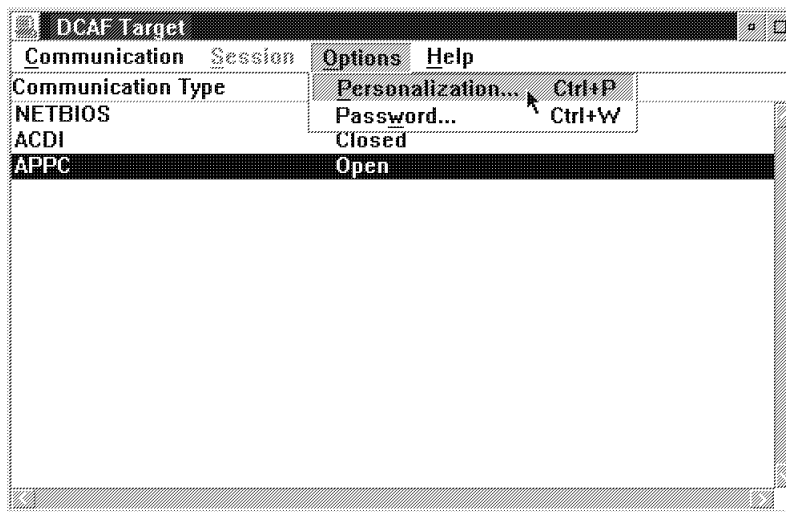 DCAF Target
Communication Session Options Help
Communication Type Personalization... Ctrl+P
NETBIOS Password... Ctrl+W
ACDI Closed
APPC Open